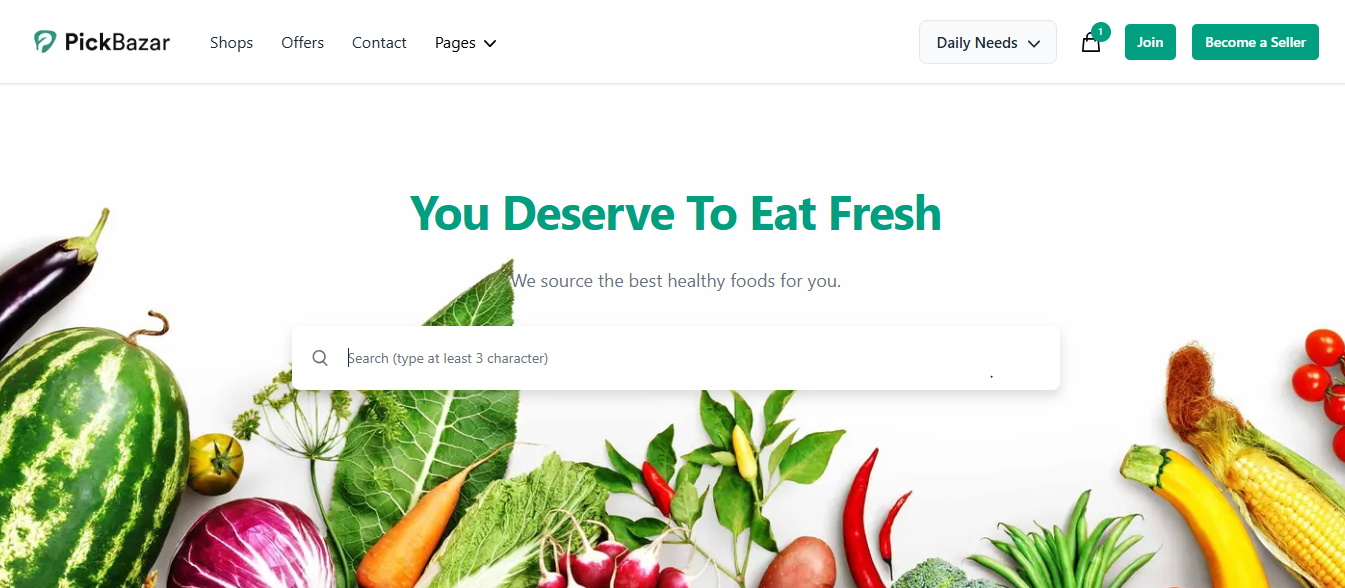 PickBazar Shops Offers Contact Pages Daily Needs 1 Join Become a Seller
You Deserve To Eat Fresh
We source the best healthy foods for you.
Search (type at least 3 character)